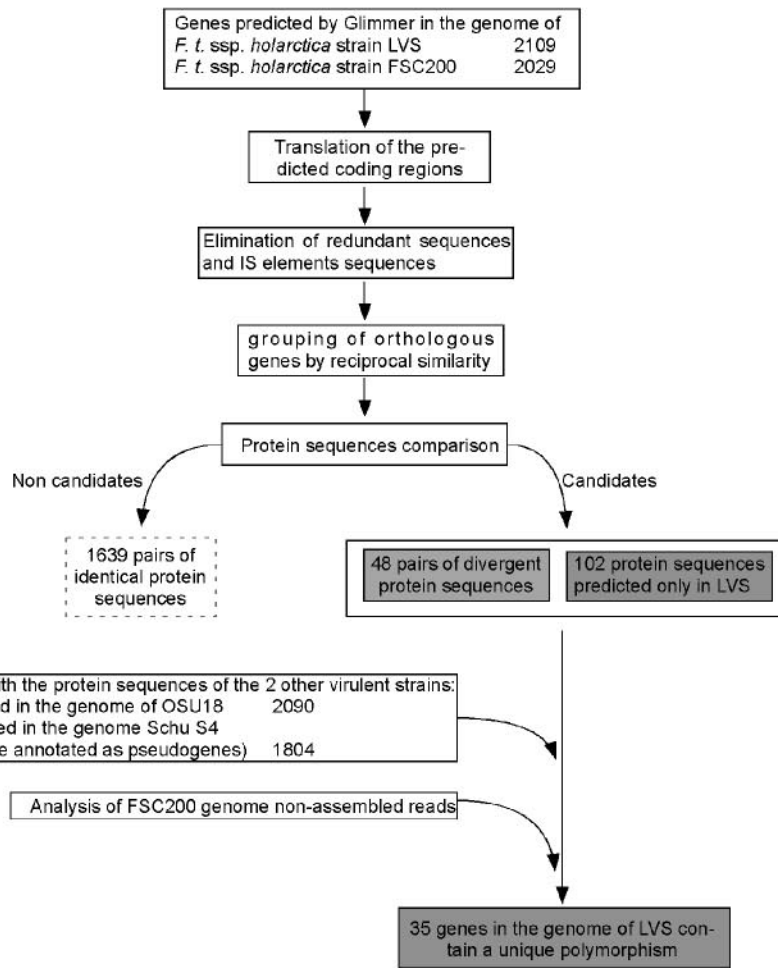 Genes predicted by Glimmer in the genome of
F. t. ssp. holarctica strain LVS 2109
F. t. ssp. holarctica strain FSC200 2029
Translation of the pre-
dicted coding regions
Elimination of redundant sequences
and IS elements sequences
grouping of orthologous
genes by reciprocal similarity
Protein sequences comparison
Non candidates
Candidates
1639 pairs of
identical protein
sequences
48 pairs of divergent
protein sequences
102 protein sequences
predicted only in LVS
the protein sequences of the 2 other virulent strains:
in the genome of OSU18 2090
in the genome Schu S4
annotated as pseudogenes) 1804
Analysis of FSC200 genome non-assembled reads
35 genes in the genome of LVS con-
tain a unique polymorphism